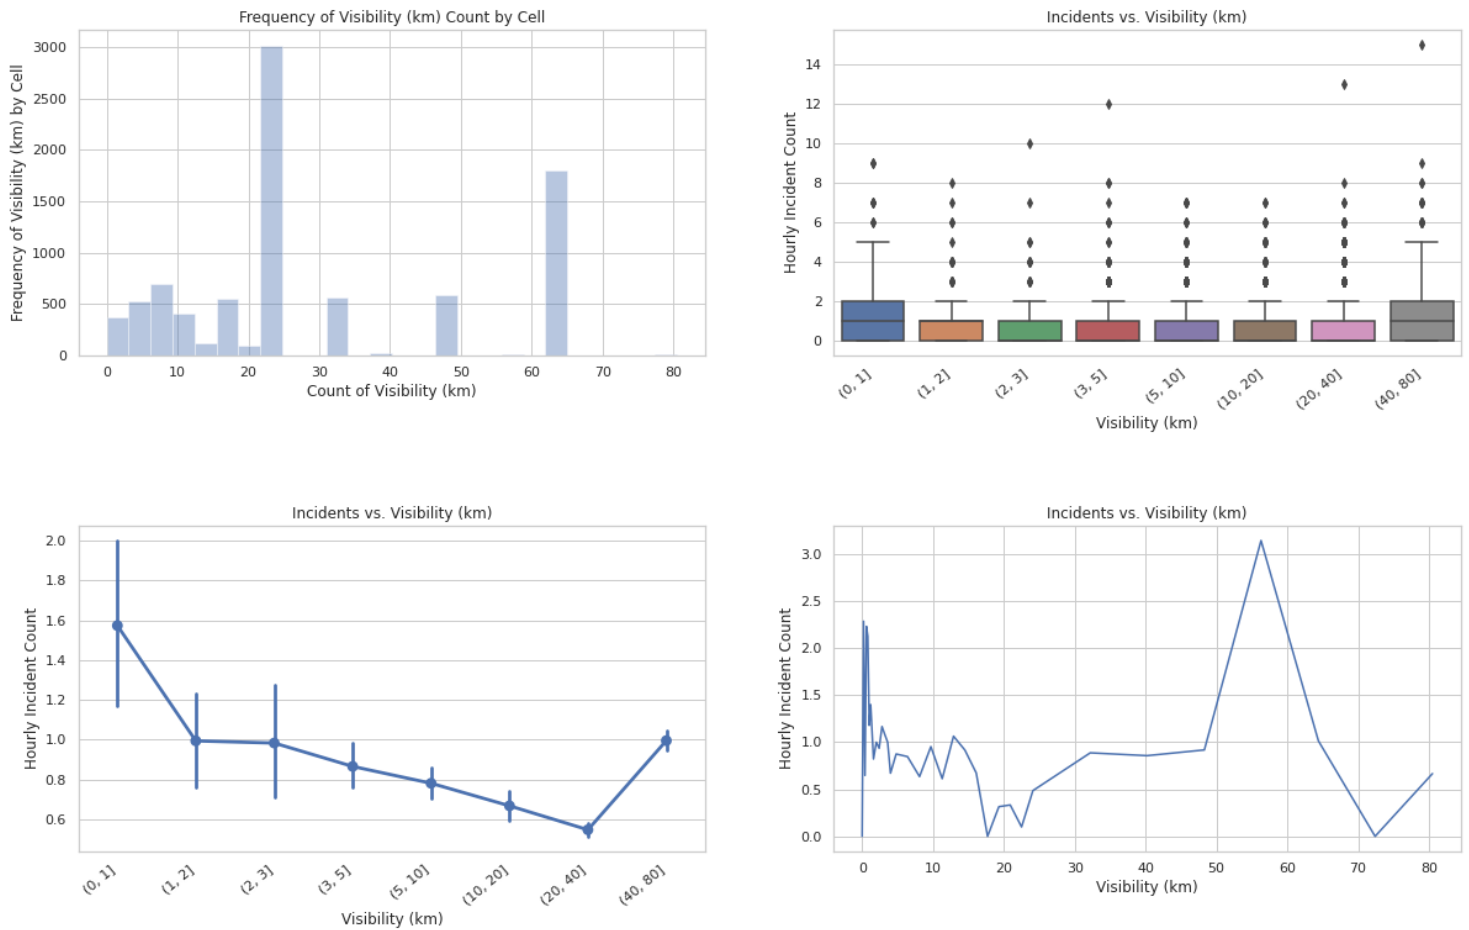 Frequency of Visibility (km) Count by Cell
Frequency of Visibility (km) by Cell
3000
2500
2000
1500
1000
500
0
0 10 20 30 40 50 60 70 80
Count of Visibility (km)
Incidents vs. Visibility (km)
Hourly Incident Count
14
12
10
8
6
4
2
0
(0, 1] (1, 2] (2, 3] (3, 5] (5, 10] (10, 20] (20, 40] (40, 80]
Visibility (km)
Incidents vs. Visibility (km)
Hourly Incident Count
2.0
1.8
1.6
1.4
1.2
1.0
0.8
0.6
(0, 1] (1, 2] (2, 3] (3, 5] (5, 10] (10, 20] (20, 40] (40, 80]
Visibility (km)
Incidents vs. Visibility (km)
Hourly Incident Count
3.0
2.5
2.0
1.5
1.0
0.5
0.0
0 10 20 30 40 50 60 70 80
Visibility (km)